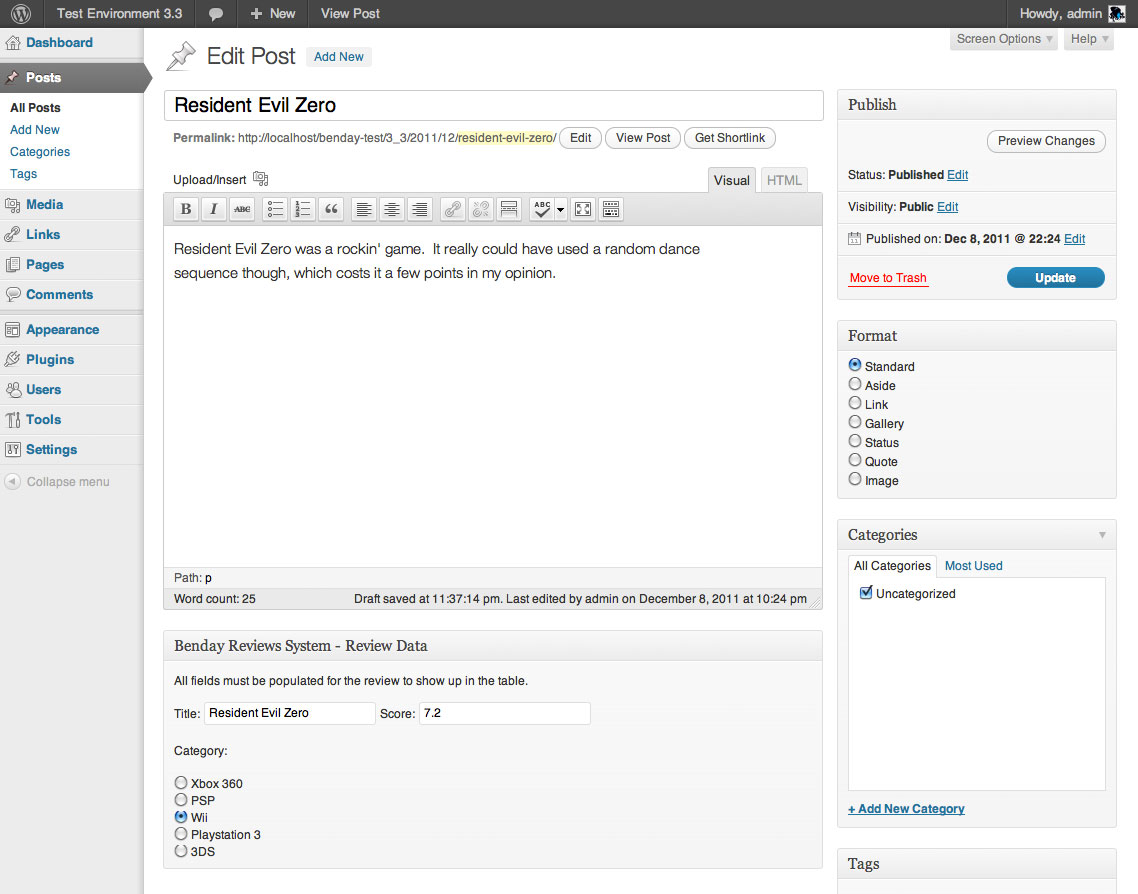 Test Environment 3.3 New View Post Howdy, admin
Dashboard
Posts
All Posts
Add New
Categories
Tags
Media
Links
Pages
Comments
Appearance
Plugins
Users
Tools
Settings
Collapse menu
Screen Options Help
Edit Post Add New
Resident Evil Zero
Permalink: http://localhost/benday-test/3_3/2011/12/resident-evil-zero/ Edit View Post Get Shortlink
Upload/Insert Visual HTML
B I ABC ABC
Resident Evil Zero was a rockin' game. It really could have used a random dance
sequence though, which costs it a few points in my opinion.
Path: p
Word count: 25 Draft saved at 11:37:14 pm. Last edited by admin on December 8, 2011 at 10:24 pm
Benday Reviews System - Review Data
All fields must be populated for the review to show up in the table.
Title: Resident Evil Zero Score: 7.2
Category:
Xbox 360
PSP
Wii
Playstation 3
3DS
Publish
Preview Changes
Status: Published Edit
Visibility: Public Edit
Published on: Dec 8, 2011 @ 22:24 Edit
Move to Trash Update
Format
Standard
Aside
Link
Gallery
Status
Quote
Image
Categories
All Categories Most Used
Uncategorized
+ Add New Category
Tags